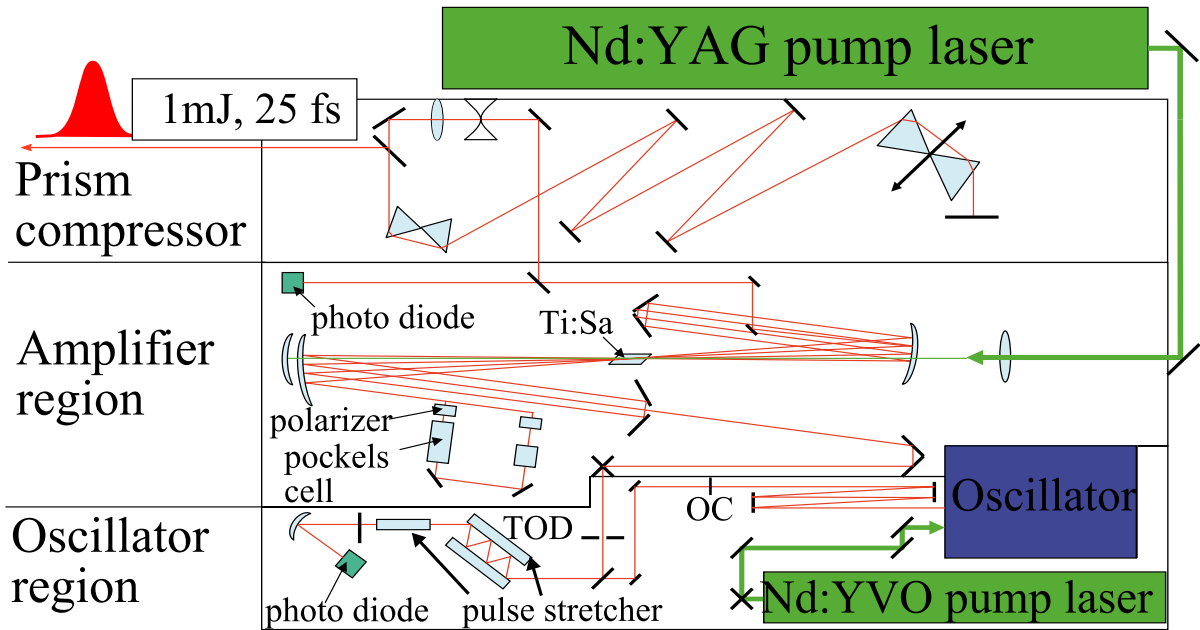 Nd:YAG pump laser
1mJ, 25 fs
Prism
compressor
photo diode
Ti:Sa
Amplifier
region
polarizer
pockels
cell
OC
Oscillator
TOD
Oscillator
region
photo diode
pulse stretcher
Nd:YVO pump laser